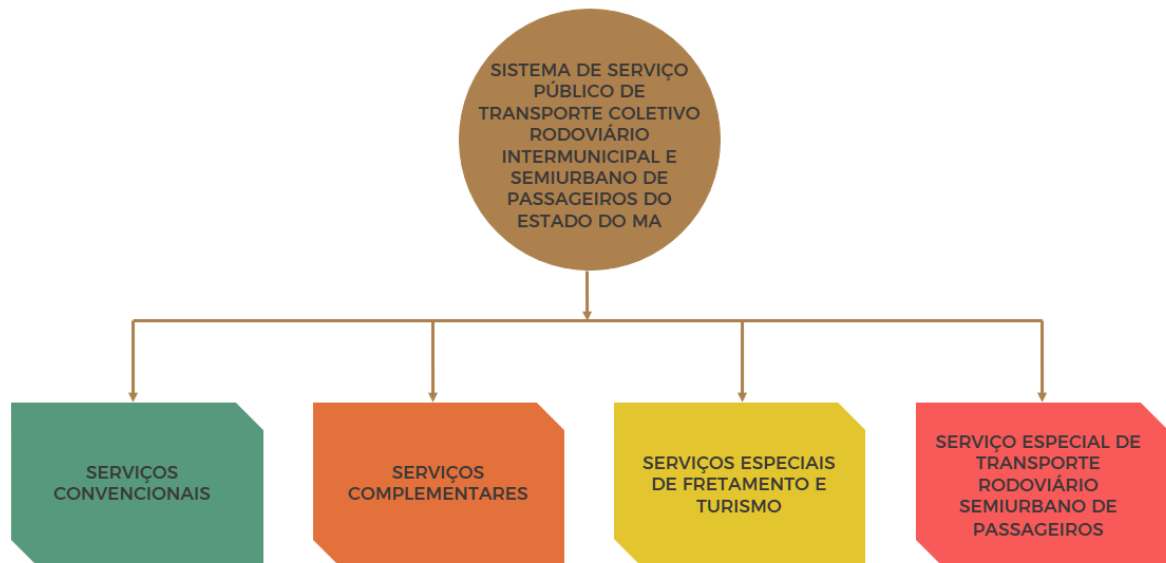 SISTEMA DE SERVIÇO
PÚBLICO DE
TRANSPORTE COLETIVO
RODOVIÁRIO
INTERMUNICIPAL E
SEMIURBANO DE
PASSAGEIROS DO
ESTADO DO MA
SERVIÇOS
CONVENCIONAIS
SERVIÇOS
COMPLEMENTARES
SERVIÇOS ESPECIAIS
DE FRETAMENTO E
TURISMO
SERVIÇO ESPECIAL DE
TRANSPORTE
RODOVIÁRIO
SEMIURBANO DE
PASSAGEIROS